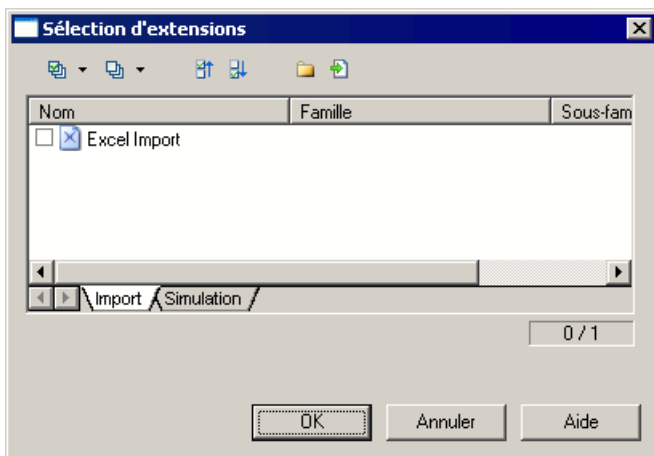 Sélection d'extensions
Nom Famille Sous-fam
Excel Import
Import Simulation
0 / 1
OK Annuler Aide